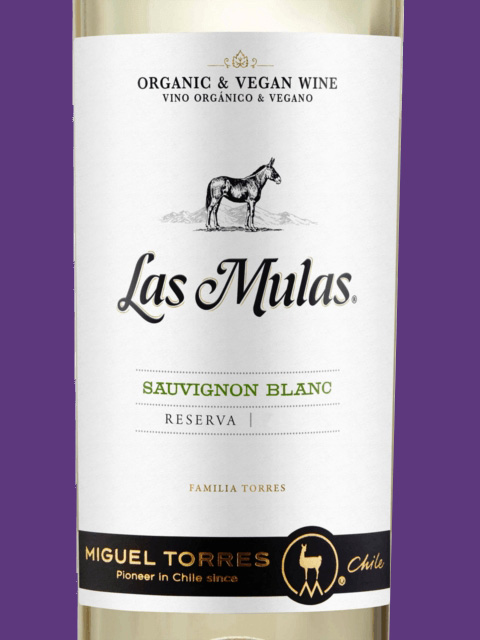 ORGANIC & VEGAN WINE
VINO ORGÁNICO & VEGANO
Las Mulas®
SAUVIGNON BLANC
RESERVA |
FAMILIA TORRES
MIGUEL TORRES
Pioneer in Chile sinca
® Chile